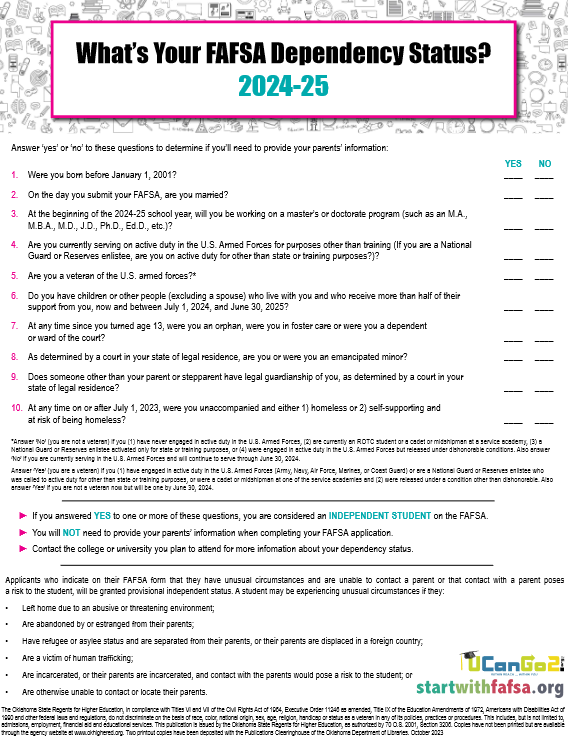 What's Your FAFSA Dependency Status?
2024-25
Answer 'yes' or 'no' to these questions to determine if you'll need to provide your parents' information:
YES NO
1. Were you born before January 1, 2001? ____ ____
2. On the day you submit your FAFSA, are you married? ____ ____
3. At the beginning of the 2024-25 school year, will you be working on a master's or doctorate program (such as an M.A.,
M.B.A., M.D., J.D., Ph.D., Ed.D., etc.)? ____ ____
4. Are you currently serving on active duty in the U.S. Armed Forces for purposes other than training (If you are a National
Guard or Reserves enlistee, are you on active duty for other than state or training purposes?)? ____ ____
5. Are you a veteran of the U.S. armed forces?* ____ ____
6. Do you have children or other people (excluding a spouse) who live with you and who receive more than half of their
support from you, now and between July 1, 2024, and June 30, 2025? ____ ____
7. At any time since you turned age 13, were you an orphan, were you in foster care or were you a dependent
or ward of the court? ____ ____
8. As determined by a court in your state of legal residence, are you or were you an emancipated minor? ____ ____
9. Does someone other than your parent or stepparent have legal guardianship of you, as determined by a court in your
state of legal residence? ____ ____
10. At any time on or after July 1, 2023, were you unaccompanied and either 1) homeless or 2) self-supporting and
at risk of being homeless? ____ ____
*Answer 'No' (you are not a veteran) if you (1) have never engaged in active duty in the U.S. Armed Forces, (2) are currently an ROTC student or a cadet or midshipman at a service academy, (3) a
National Guard or Reserves enlistee activated only for state or training purposes, or (4) were engaged in active duty in the U.S. Armed Forces but released under dishonorable conditions. Also answer
'No' if you are currently serving in the U.S. Armed Forces and will continue to serve through June 30, 2024.
Answer 'Yes' (you are a veteran) if you (1) have engaged in active duty in the U.S. Armed Forces (Army, Navy, Air Force, Marines, or Coast Guard) or are a National Guard or Reserves enlistee who
was called to active duty for other than state or training purposes, or were a cadet or midshipman at one of the service academies and (2) were released under a condition other than dishonorable. Also
answer 'Yes' if you are not a veteran now but will be one by June 30, 2024.
► If you answered YES to one or more of these questions, you are considered an INDEPENDENT STUDENT on the FAFSA.
► You will NOT need to provide your parents' information when completing your FAFSA application.
► Contact the college or university you plan to attend for more infomation about your dependency status.
Applicants who indicate on their FAFSA form that they have unusual circumstances and are unable to contact a parent or that contact with a parent poses
a risk to the student, will be granted provisional independent status. A student may be experiencing unusual circumstances if they:
• Left home due to an abusive or threatening environment;
• Are abandoned by or estranged from their parents;
• Have refugee or asylee status and are separated from their parents, or their parents are displaced in a foreign country;
• Are a victim of human trafficking;
• Are incarcerated, or their parents are incarcerated, and contact with the parents would pose a risk to the student; or
• Are otherwise unable to contact or locate their parents.
UCanGo2
startwithfafsa.org
The Oklahoma State Regents for Higher Education, in compliance with Titles VI and VII of the Civil Rights Act of 1964, Executive Order 11246 as amended, Title IX of the Education Amendments of 1972, Americans with Disabilities Act of
1990 and other federal laws and regulations, do not discriminate on the basis of race, color, national origin, sex, age, religion, handicap or status as a veteran in any of its policies, practices or procedures. This includes, but is not limited to,
admissions, employment, financial aid and educational services. This publication is issued by the Oklahoma State Regents for Higher Education, as authorized by 70 O.S. 2001, Section 3206. Copies have not been printed but are available
through the agency website at www.okhighered.org. Two printout copies have been deposited with the Publications Clearinghouse of the Oklahoma Department of Libraries. October 2023